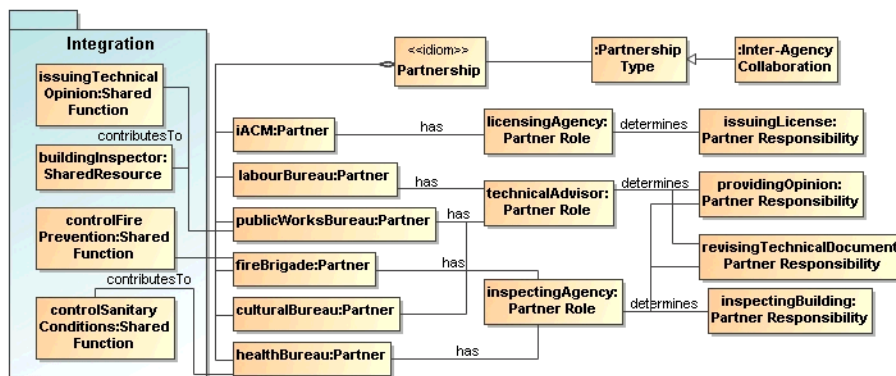 Integration
issuingTechnical
Opinion:Shared
Function
contributesTo
buildingInspector:
SharedResource
controlFire
Prevention:Shared
Function
contributesTo
controlSanitary
Conditions:Shared
Function
<<idiom>>
Partnership
:Partnership
Type
:Inter-Agency
Collaboration
iACM:Partner
has
licensingAgency:
Partner Role
determines
issuingLicense:
Partner Responsibility
labourBureau:Partner
has
technicalAdvisor:
Partner Role
determines
providingOpinion:
Partner Responsibility
publicWorksBureau:Partner
has
revisingTechnicalDocument
Partner Responsibility
fireBrigade:Partner
has
inspectingAgency:
Partner Role
determines
inspectingBuilding:
Partner Responsibility
culturalBureau:Partner
healthBureau:Partner
has